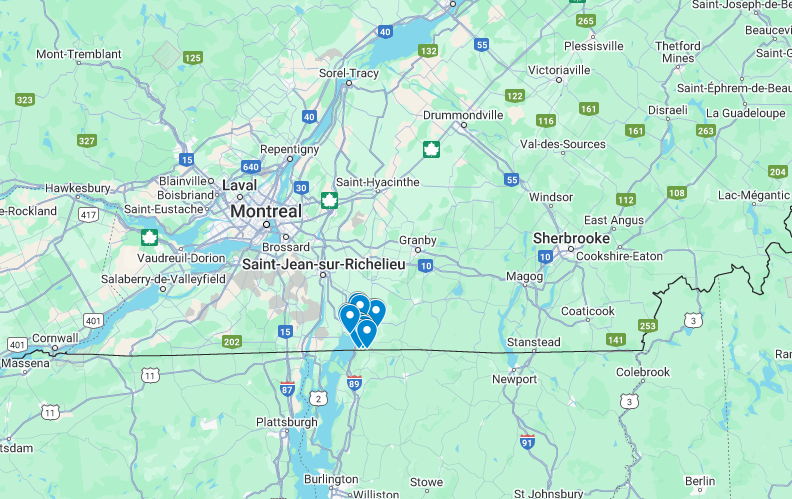 Saint-Joseph-de-
40
265
Beaucevi
Mont-Tremblant
125
132
55
Plessisville
Thetford
Mines
Saint-G
Sorel-Tracy
Victoriaville
Saint-Éphrem-de-Beau
323
122
Disraeli
La Guadeloupe
40
Drummondville
116
161
161
263
327
Repentigny
Val-des-Sources
15
640
204
Blainville
Laval
30
Saint-Hyacinthe
55
112
108
Hawkesbury
Boisbriand
Windsor
Lac-Mégantic
e-Rockland
417
Saint-Eustache
Montreal
East Angus
Brossard
Granby
Sherbrooke
Vaudreuil-Dorion
10
Cookshire-Eaton
Saint-Jean-sur-Richelieu
10
Salaberry-de-Valleyfield
Magog
401
Coaticook
3
Cornwall
15
253
401
202
Stanstead
141
Massena
11
Newport
Colebrook
87
89
2
3
11
Plattsburgh
tsdam
91
Ran
Burlington
Stowe
Berlin
Williston
St Johnsbury